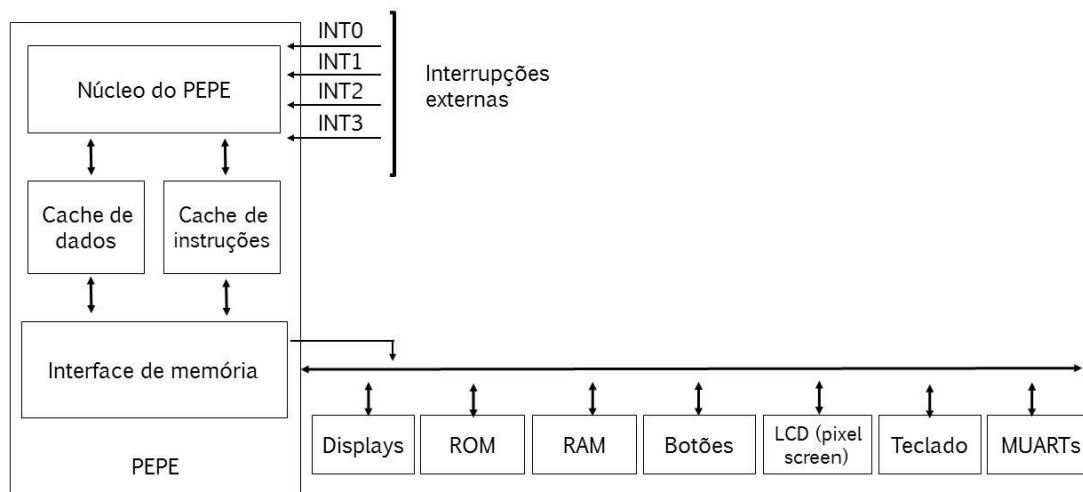 INT0
INT1
INT2
INT3
Interrupções
externas
Núcleo do PEPE
Cache de
dados
Cache de
instruções
Interface de memória
PEPE
Displays
ROM
RAM
Botões
LCD (pixel
screen)
Teclado
MUARTs